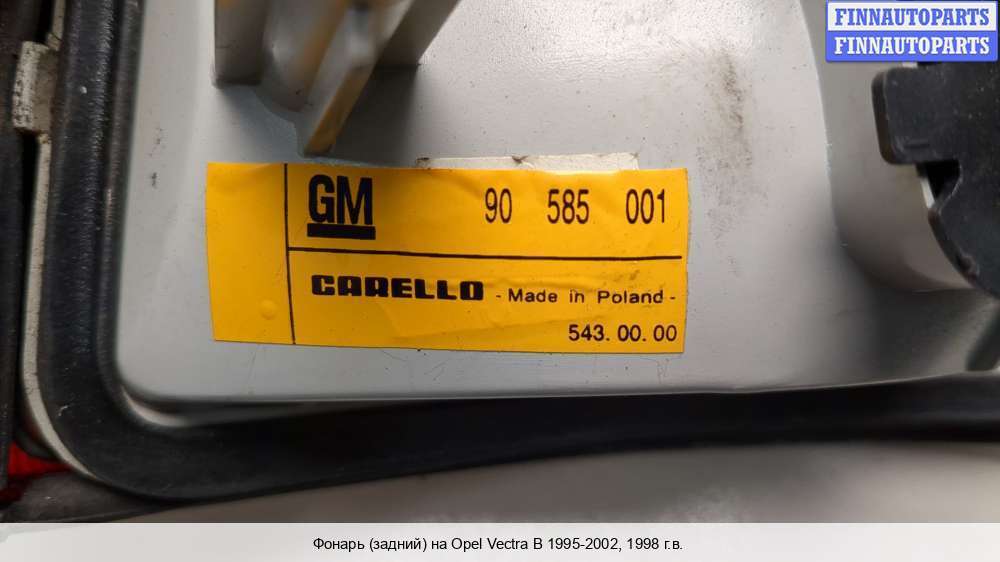 FINNAUTOPARTS
FINNAUTOPARTS
GM 90 585 001
CARELLO - Made in Poland -
543. 00. 00
Фонарь (задний) на Opel Vectra B 1995-2002, 1998 г.в.